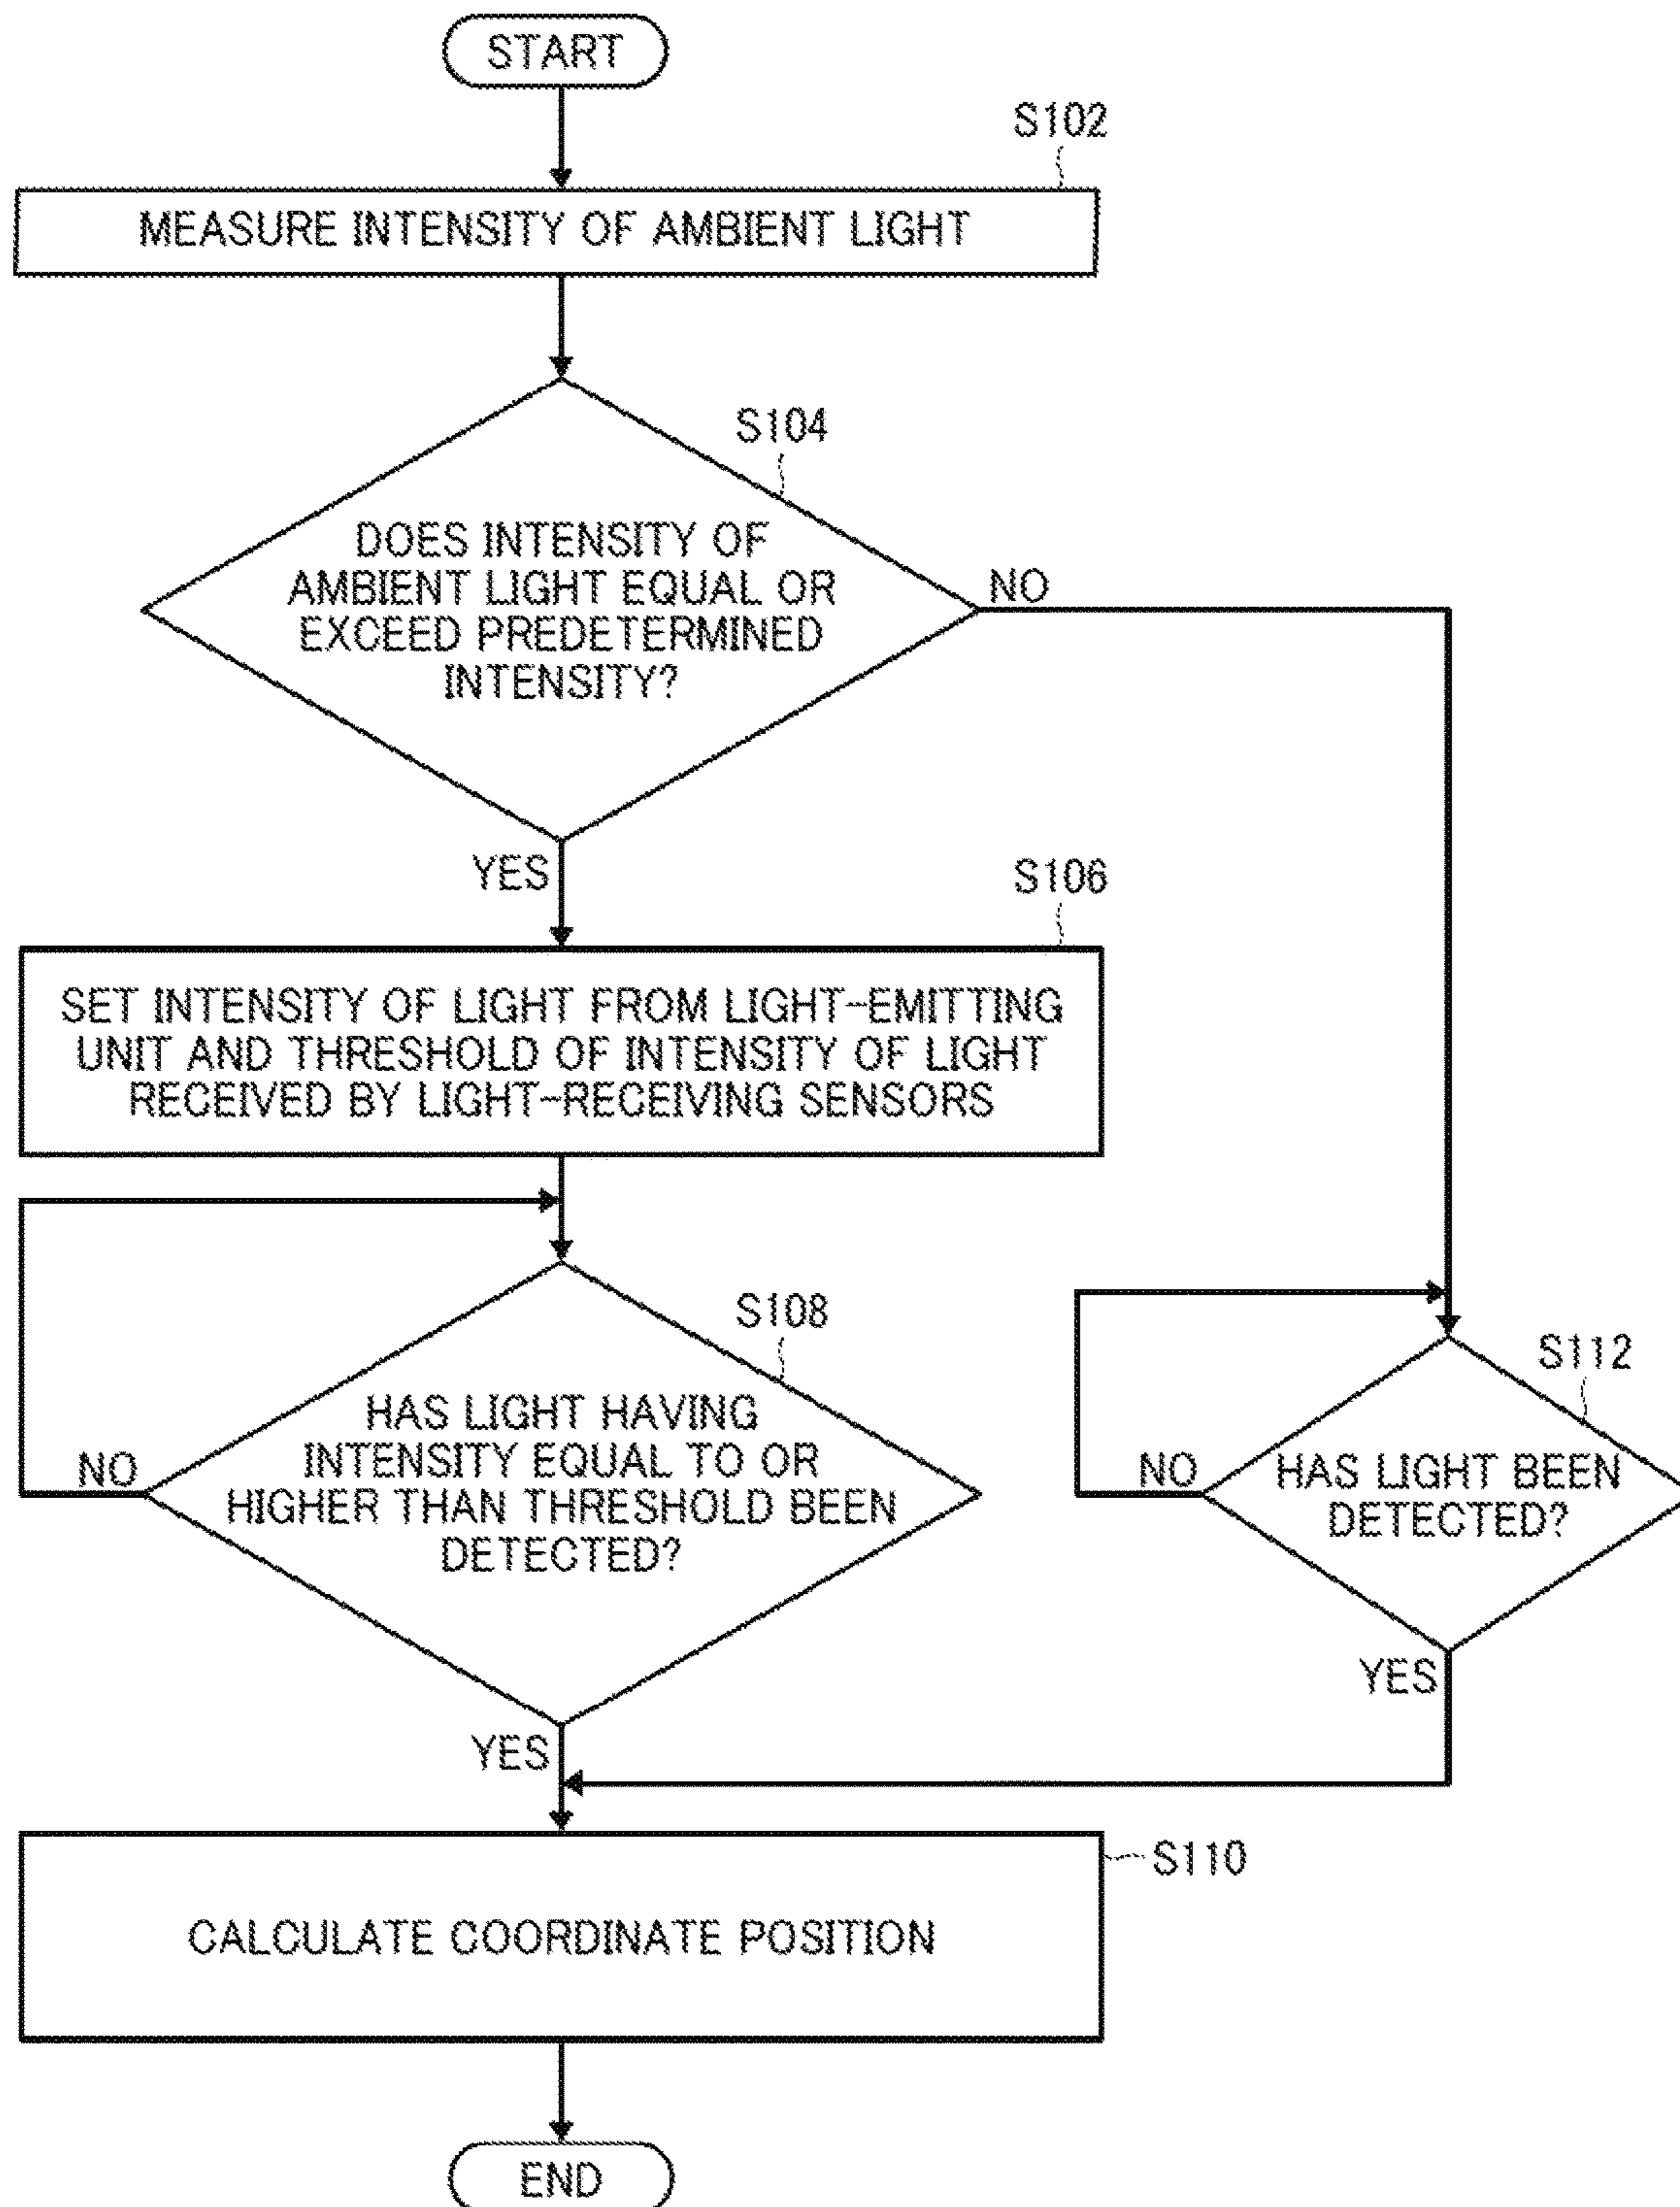 START
S102
MEASURE INTENSITY OF AMBIENT LIGHT
S104
DOES INTENSITY OF
AMBIENT LIGHT EQUAL OR
EXCEED PREDETERMINED
INTENSITY?
NO
YES
S106
SET INTENSITY OF LIGHT FROM LIGHT-EMITTING
UNIT AND THRESHOLD OF INTENSITY OF LIGHT
RECEIVED BY LIGHT-RECEIVING SENSORS
S108
HAS LIGHT HAVING
INTENSITY EQUAL TO OR
HIGHER THAN THRESHOLD BEEN
DETECTED?
NO
YES
S112
HAS LIGHT BEEN
DETECTED?
NO
YES
S110
CALCULATE COORDINATE POSITION
END